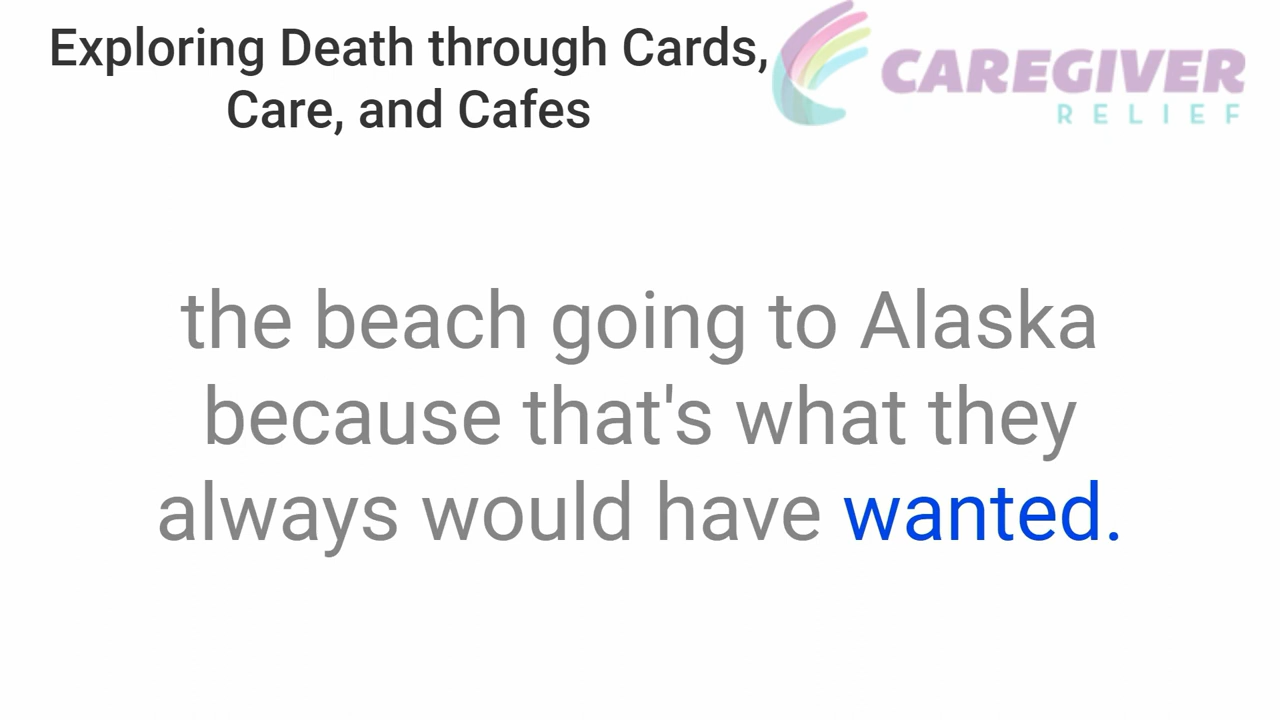 Exploring Death through Cards,
Care, and Cafes
CAREGIVER
RELIEF
the beach going to Alaska
because that's what they
always would have wanted.